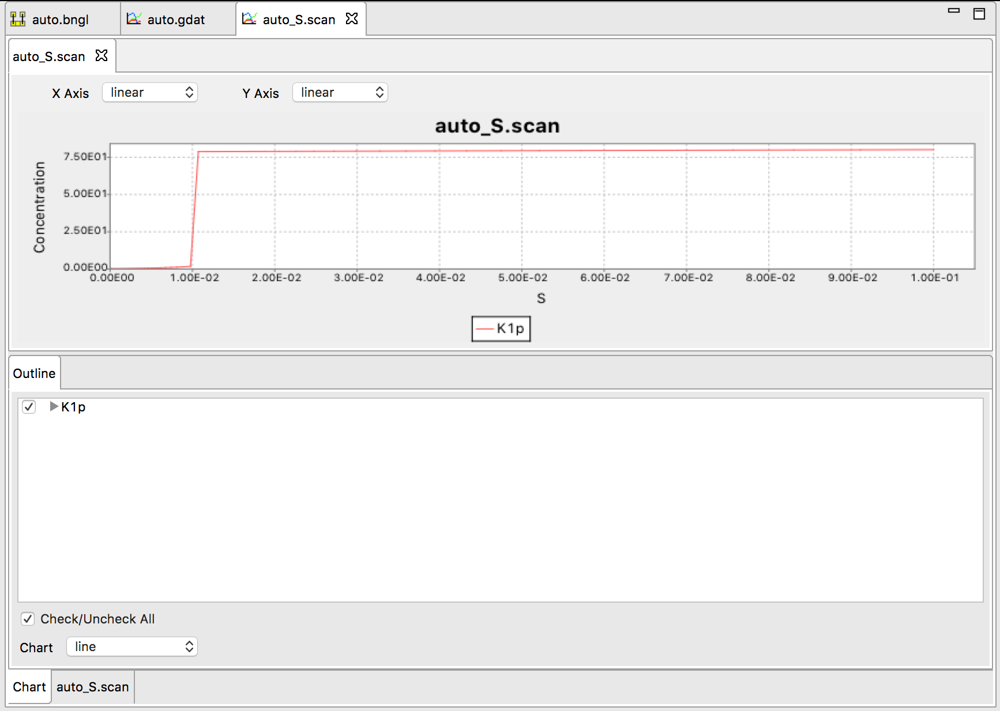 auto.bngl auto.gdat auto_S.scan
auto_S.scan
X Axis linear Y Axis linear
auto_S.scan
Concentration
7.50E01
5.00E01
2.50E01
0.00E00
0.00E00 1.00E-02 2.00E-02 3.00E-02 4.00E-02 5.00E-02 6.00E-02 7.00E-02 8.00E-02 9.00E-02 1.00E-01
S
K1p
Outline
K1p
Check/Uncheck All
Chart line
Chart auto_S.scan